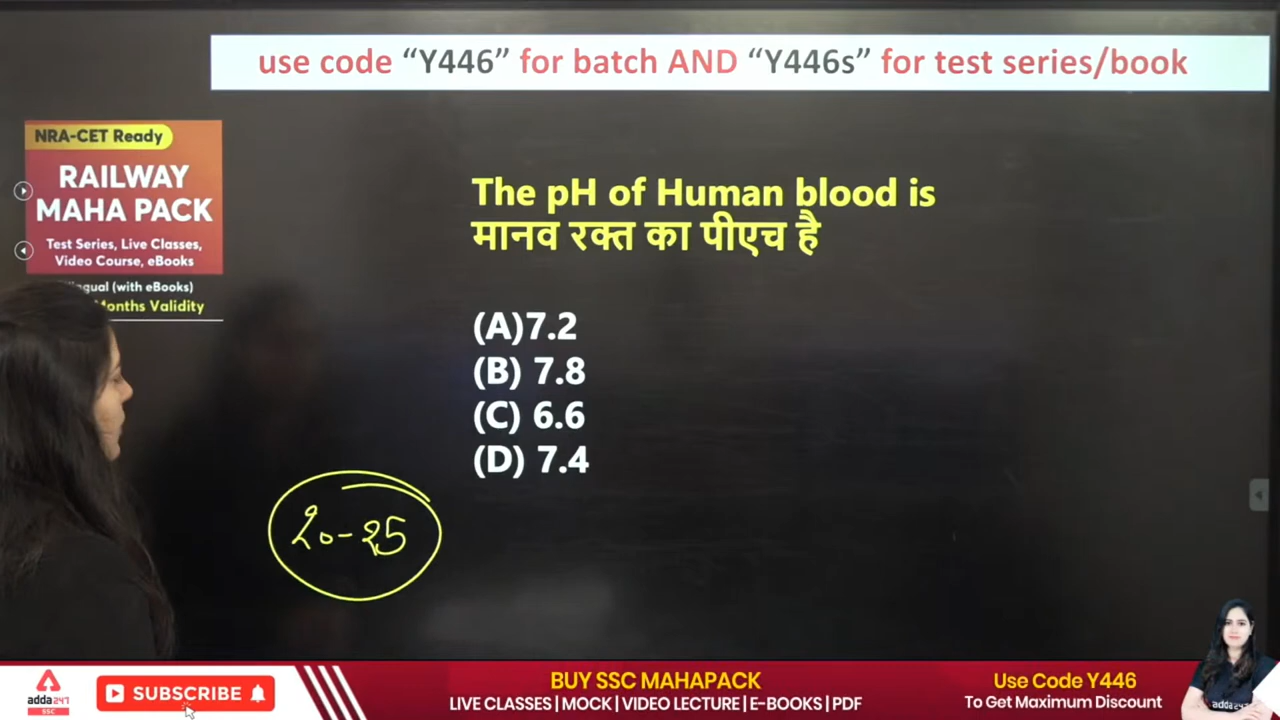 use code “Y446” for batch AND “Y446s” for test series/book
NRA-CET Ready
RAILWAY
MAHA PACK
Test Series, Live Classes,
Video Course, eBooks
gual (with eBooks)
Months Validity
The pH of Human blood is
मानव रक्त का पीएच है
(A)7.2
(B) 7.8
(C) 6.6
(D) 7.4
20-25
adda247
SSC
SUBSCRIBE
BUY SSC MAHAPACK
LIVE CLASSES | MOCK | VIDEO LECTURE | E-BOOKS | PDF
Use Code Y446
To Get Maximum Discount
adda247